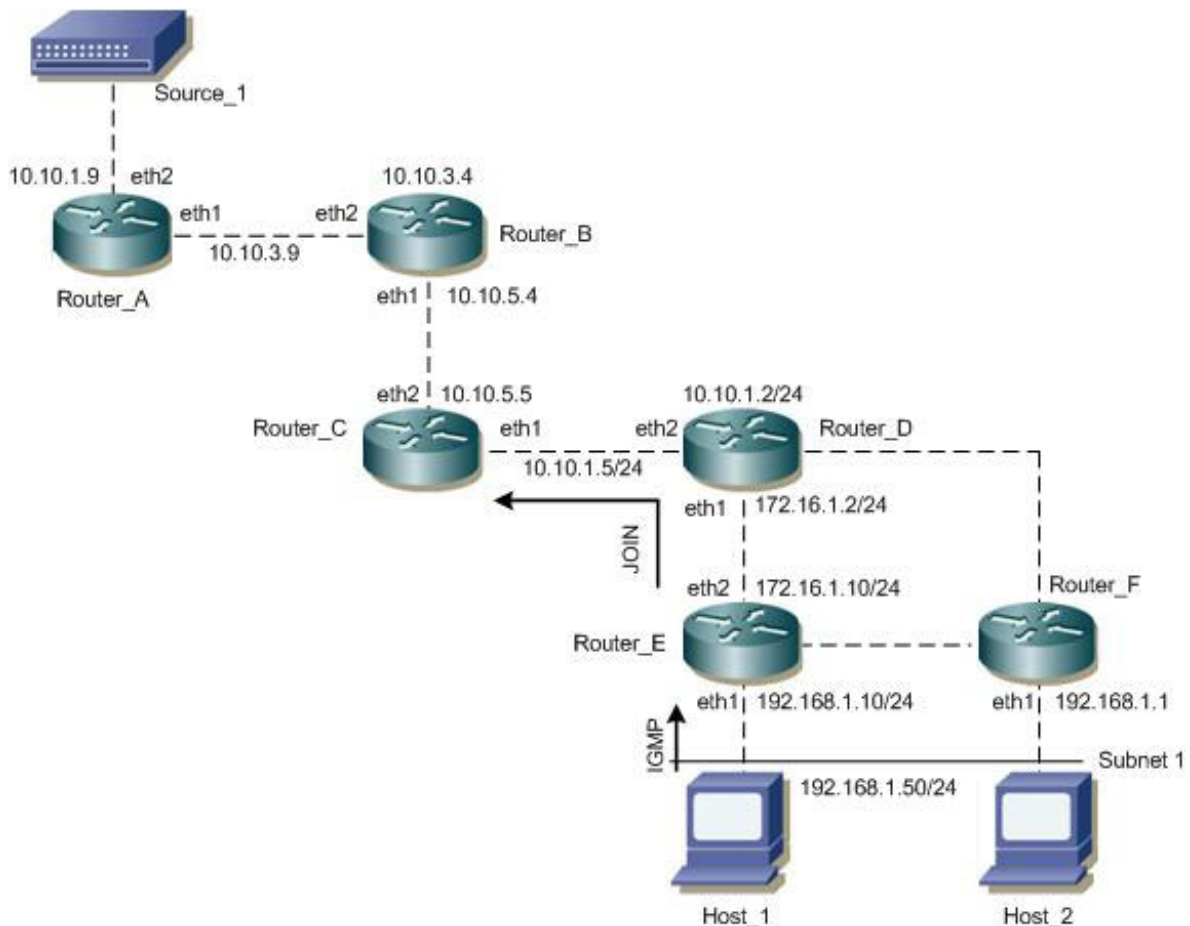 Source_1
10.10.1.9 eth2
10.10.3.4
eth1
eth2
Router_B
10.10.3.9
Router_A
eth1 10.10.5.4
eth2 10.10.5.5
10.10.1.2/24
Router_C
eth1
eth2
Router_D
10.10.1.5/24
eth1 172.16.1.2/24
JOIN
eth2 172.16.1.10/24
Router_F
Router_E
eth1 192.168.1.10/24
eth1 192.168.1.1
IGMP
Subnet 1
192.168.1.50/24
Host_1
Host_2